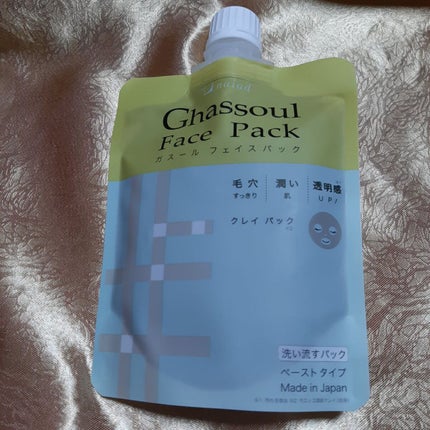 naiad
Ghassoul
Face Pack
ガスール フェイスパック
毛穴 潤い 透明感
すっきり 肌 UP!
クレイ パック
洗い流すパック
ペーストタイプ
Made in Japan